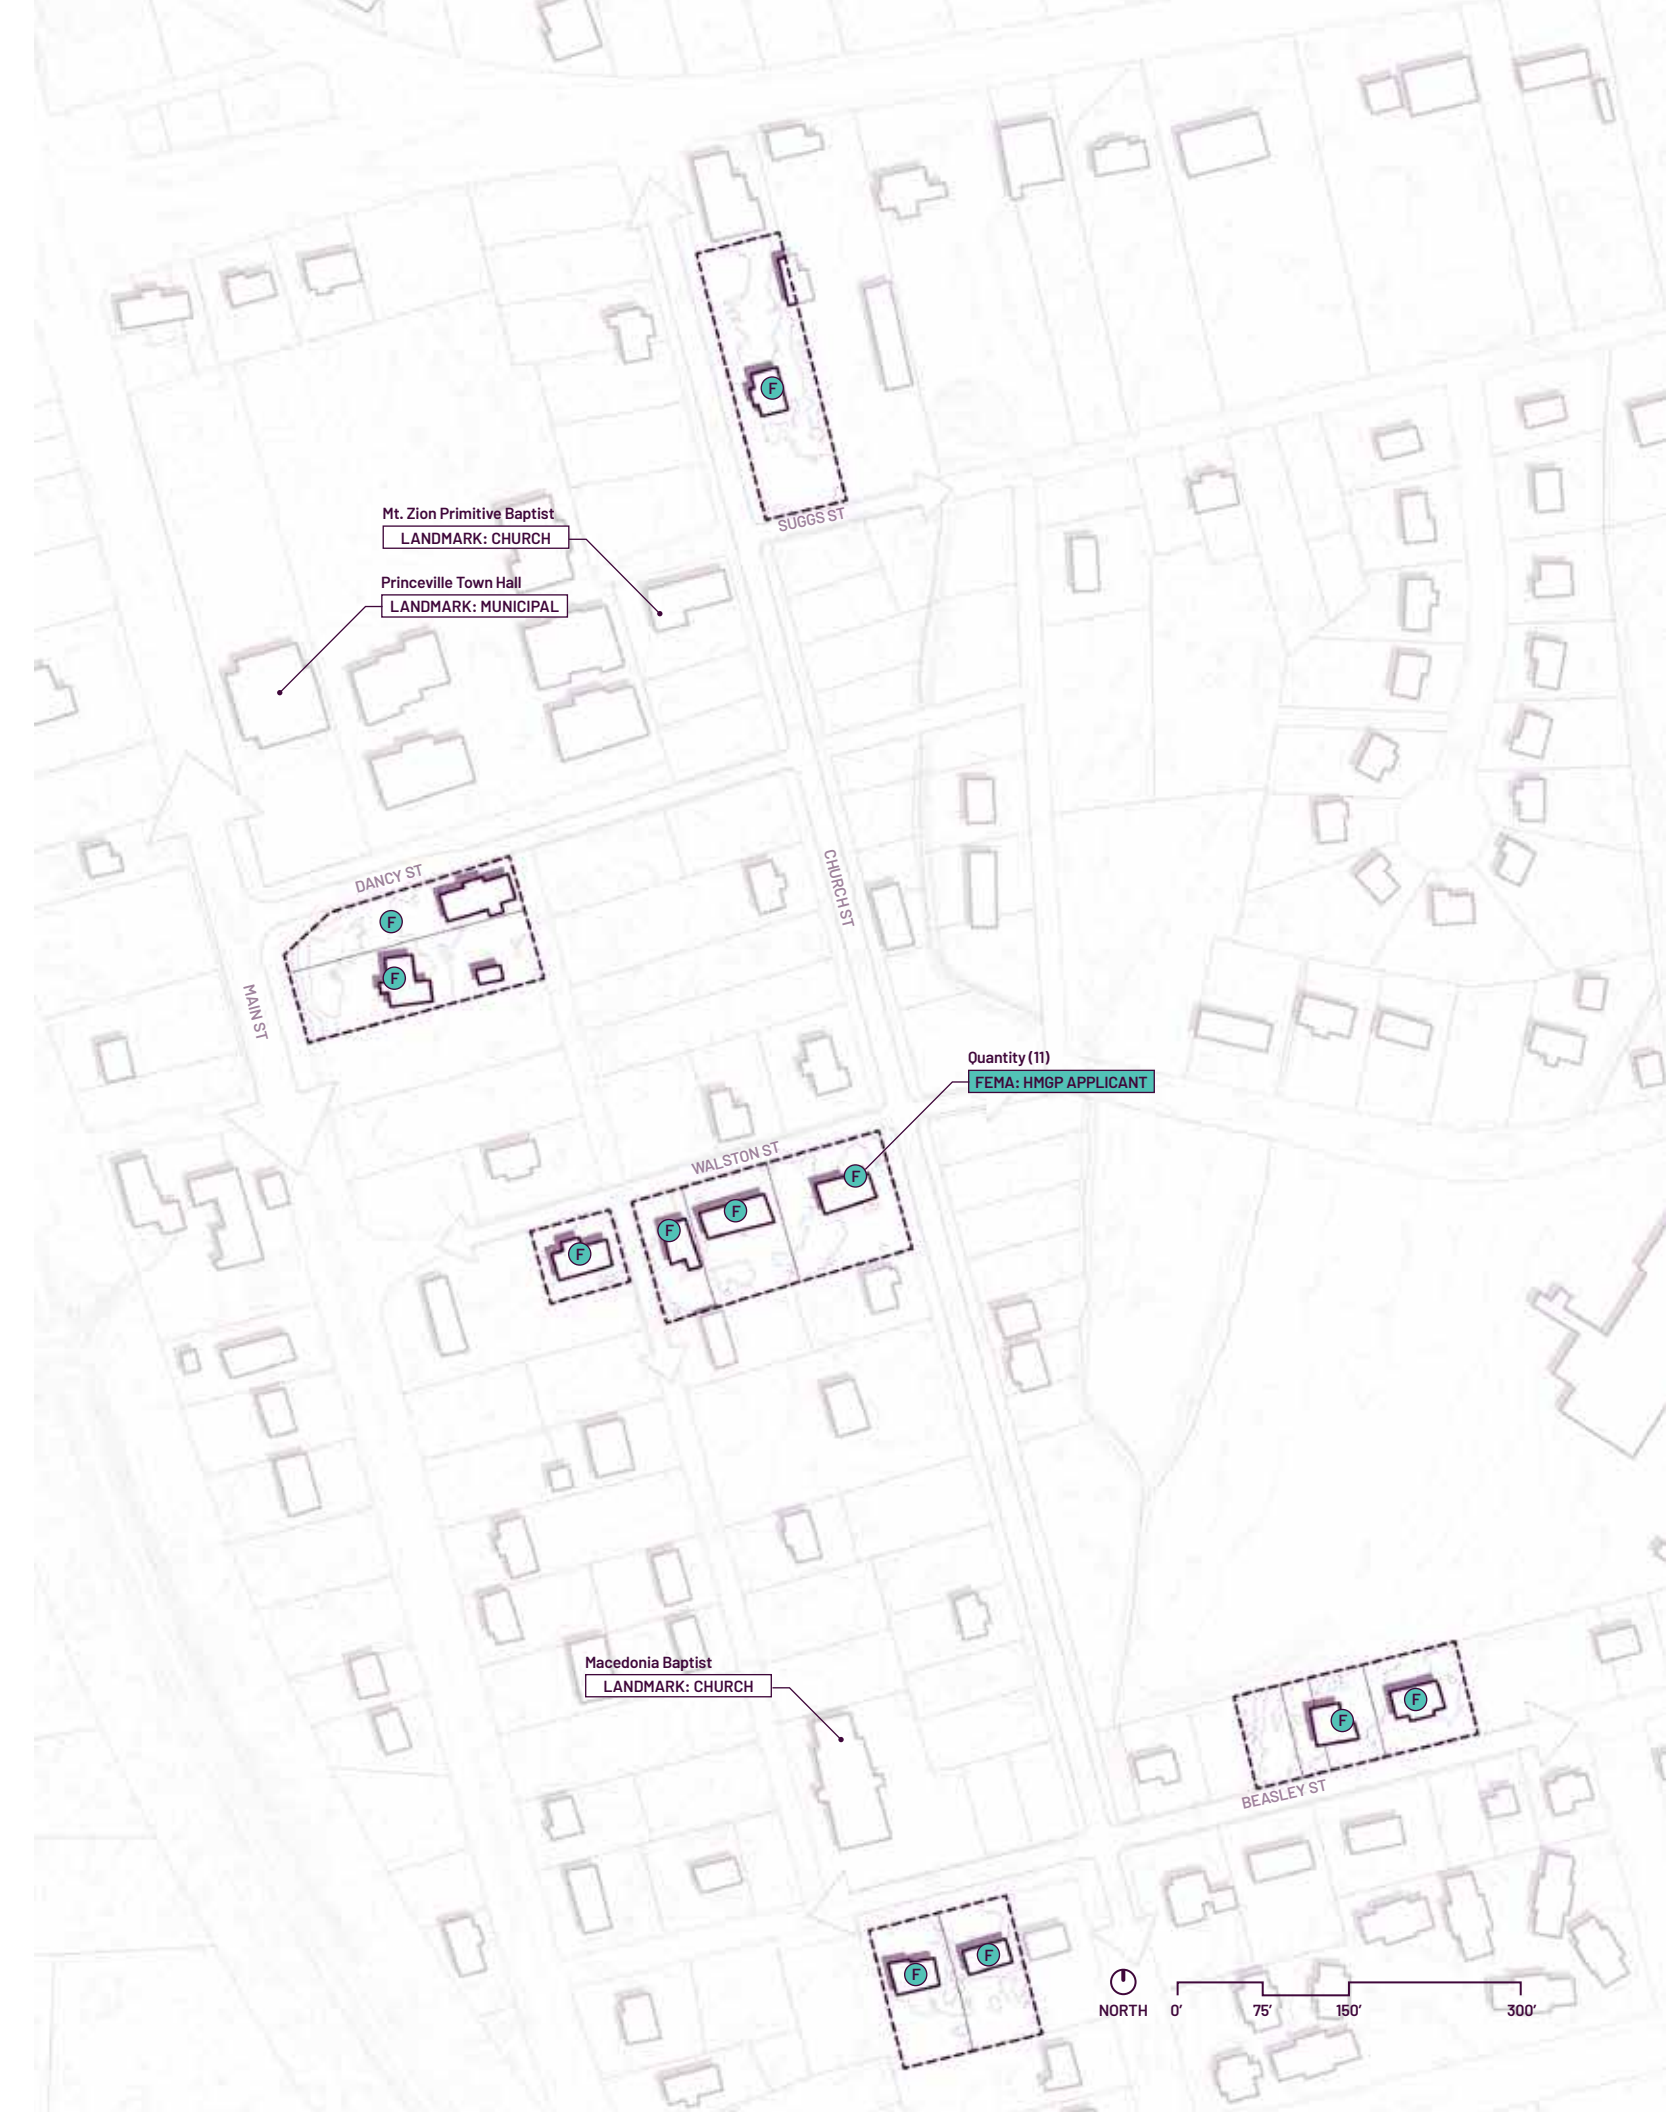 F
SUGGS ST
Mt. Zion Primitive Baptist
LANDMARK: CHURCH
Princeville Town Hall
LANDMARK: MUNICIPAL
DANCY ST
F
F
CHURCH ST
MAIN ST
Quantity (11)
FEMA: HMGP APPLICANT
WALSTON ST
F
F
F
F
Macedonia Baptist
LANDMARK: CHURCH
F
F
BEASLEY ST
F
F
NORTH
0' 75' 150' 300'